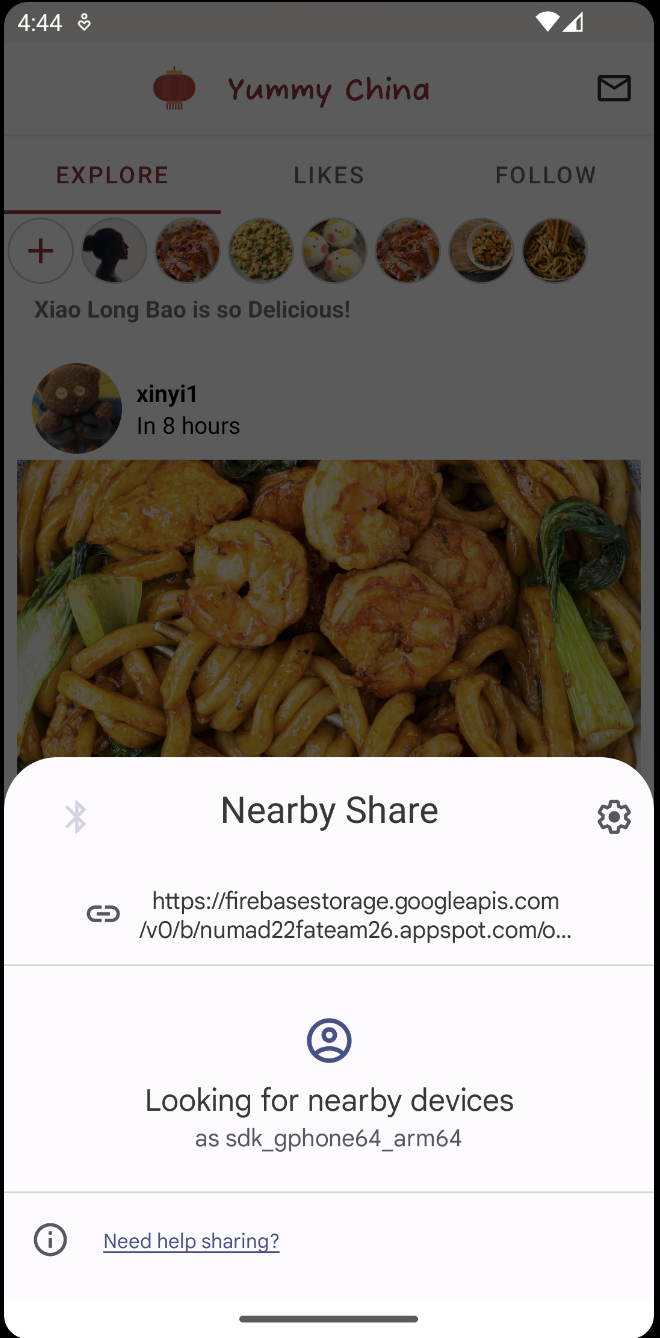 4:44
Yummy China
EXPLORE
LIKES
FOLLOW
Xiao Long Bao is so Delicious!
xinyi1
In 8 hours
Nearby Share
https://firebasestorage.googleapis.com
/v0/b/numad22fateam26.appspot.com/o...
Looking for nearby devices
as sdk_gphone64_arm64
Need help sharing?